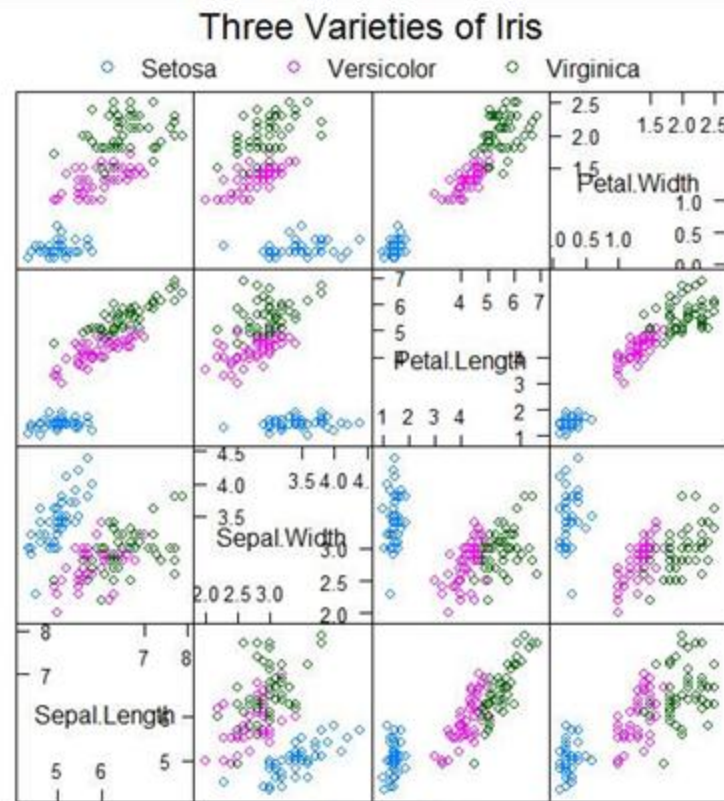 Three Varieties of Iris
Setosa Versicolor Virginica
2.5 1.5 2.0 2.5
2.0
1.5
Petal.Width
1.0
.0 0.5 1.0 0.5
0.0
7
6 4 5 6 7
5
4 Petal.Length 4
3
1 2 3 4 2
1
4.5
4.0 3.5 4.0 4.
3.5
Sepal.Width
3.0
2.0 2.5 3.0 2.5
2.0
8
7 7 8
Sepal.Length 6
5 6 5